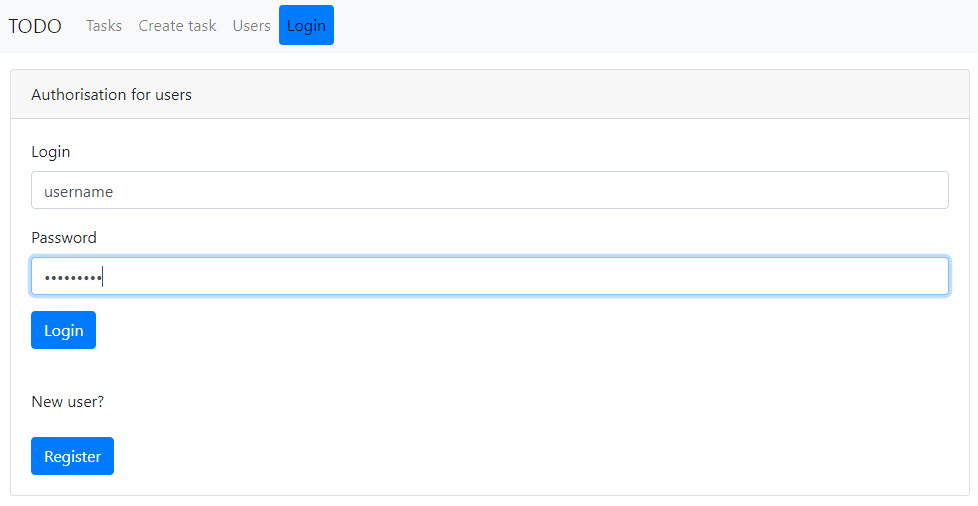 TODO Tasks Create task Users Login
Authorisation for users
Login
username
Password
•••••••••
Login
New user?
Register